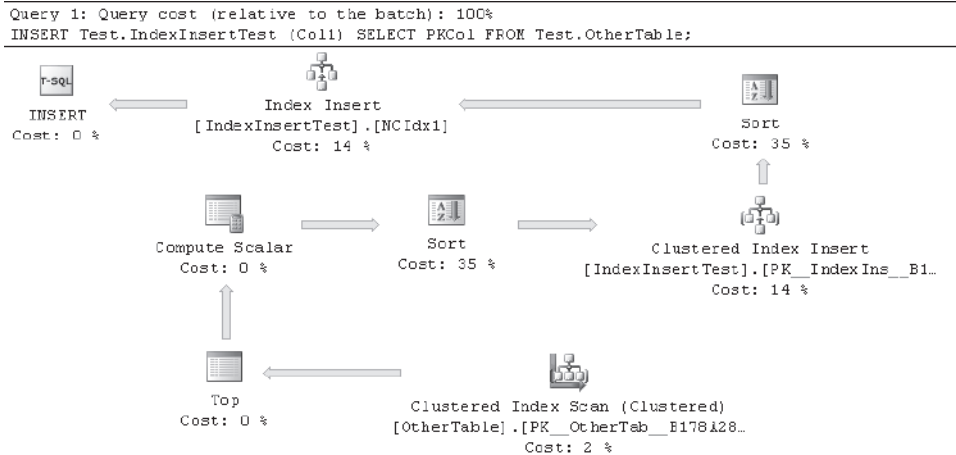 Query 1: Query cost (relative to the batch): 100%
INSERT Test.IndexInsertTest (Col1) SELECT PKCol FROM Test.OtherTable;
T-SQL
INSERT
Cost: 0 %
Index Insert
[IndexInsertTest].[NCIdx1]
Cost: 14 %
Sort
Cost: 35 %
Compute Scalar
Cost: 0 %
Sort
Cost: 35 %
Clustered Index Insert
[IndexInsertTest].[PK__IndexIns__B1…
Cost: 14 %
Top
Cost: 0 %
Clustered Index Scan (Clustered)
[OtherTable].[PK__OtherTab__B178A28…
Cost: 2 %